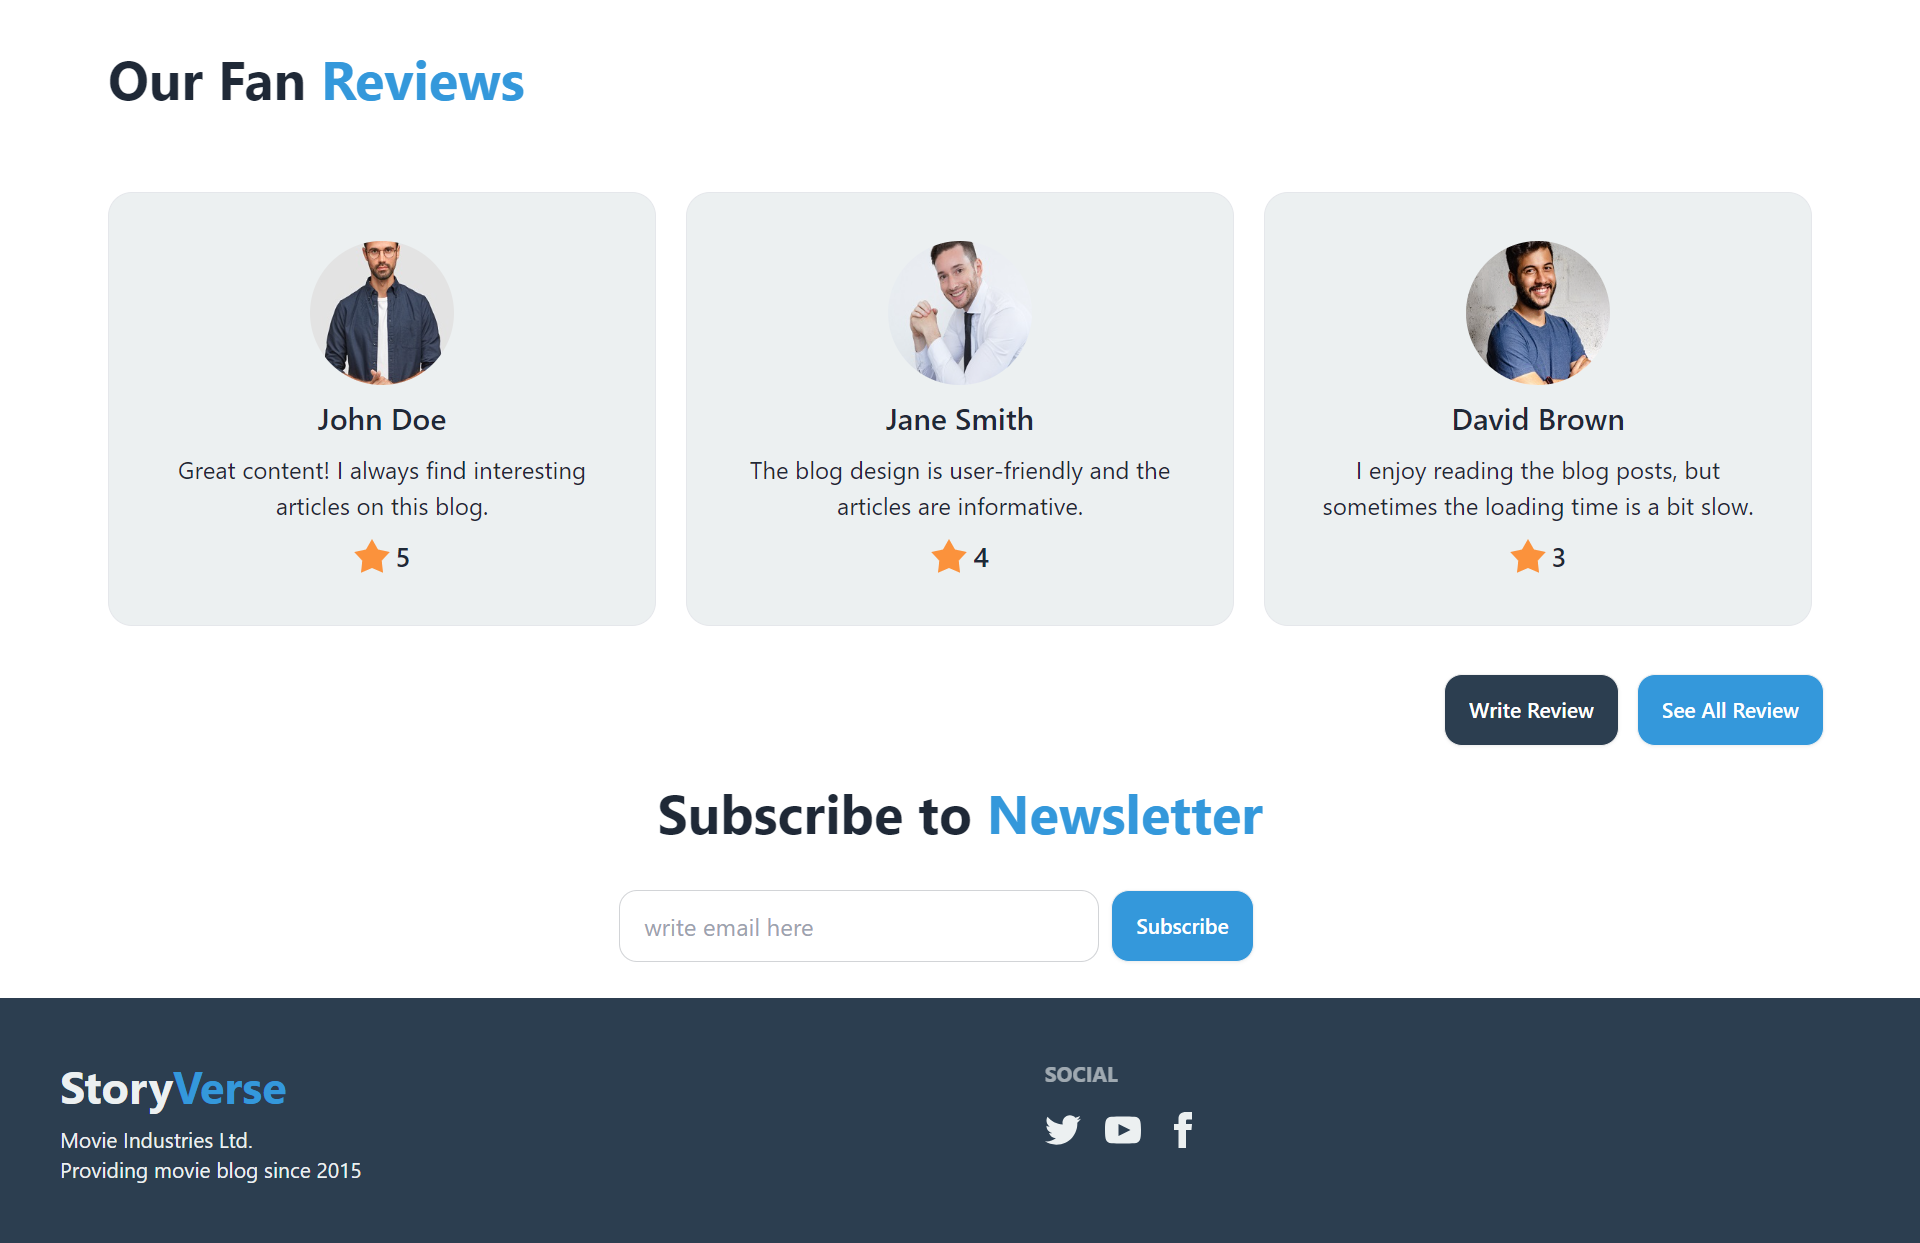 Our Fan Reviews
John Doe
Great content! I always find interesting
articles on this blog.
5
Jane Smith
The blog design is user-friendly and the
articles are informative.
4
David Brown
I enjoy reading the blog posts, but
sometimes the loading time is a bit slow.
3
Write Review
See All Review
Subscribe to Newsletter
write email here
Subscribe
StoryVerse
Movie Industries Ltd.
Providing movie blog since 2015
SOCIAL